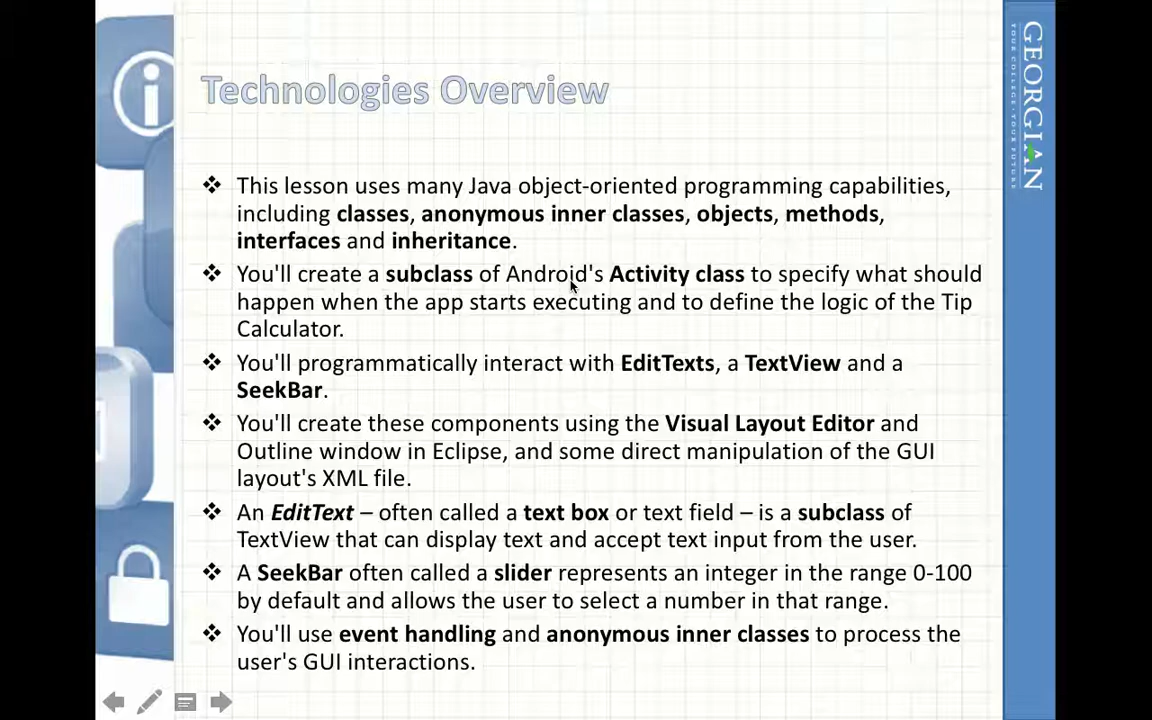 Technologies Overview
This lesson uses many Java object-oriented programming capabilities,
including classes, anonymous inner classes, objects, methods,
interfaces and inheritance.
You'll create a subclass of Android's Activity class to specify what should
happen when the app starts executing and to define the logic of the Tip
Calculator.
You'll programmatically interact with EditTexts, a TextView and a
SeekBar.
You'll create these components using the Visual Layout Editor and
Outline window in Eclipse, and some direct manipulation of the GUI
layout's XML file.
An EditText – often called a text box or text field – is a subclass of
TextView that can display text and accept text input from the user.
A SeekBar often called a slider represents an integer in the range 0-100
by default and allows the user to select a number in that range.
You'll use event handling and anonymous inner classes to process the
user's GUI interactions.
GEORGIAN
YOUR COLLEGE · YOUR FUTURE